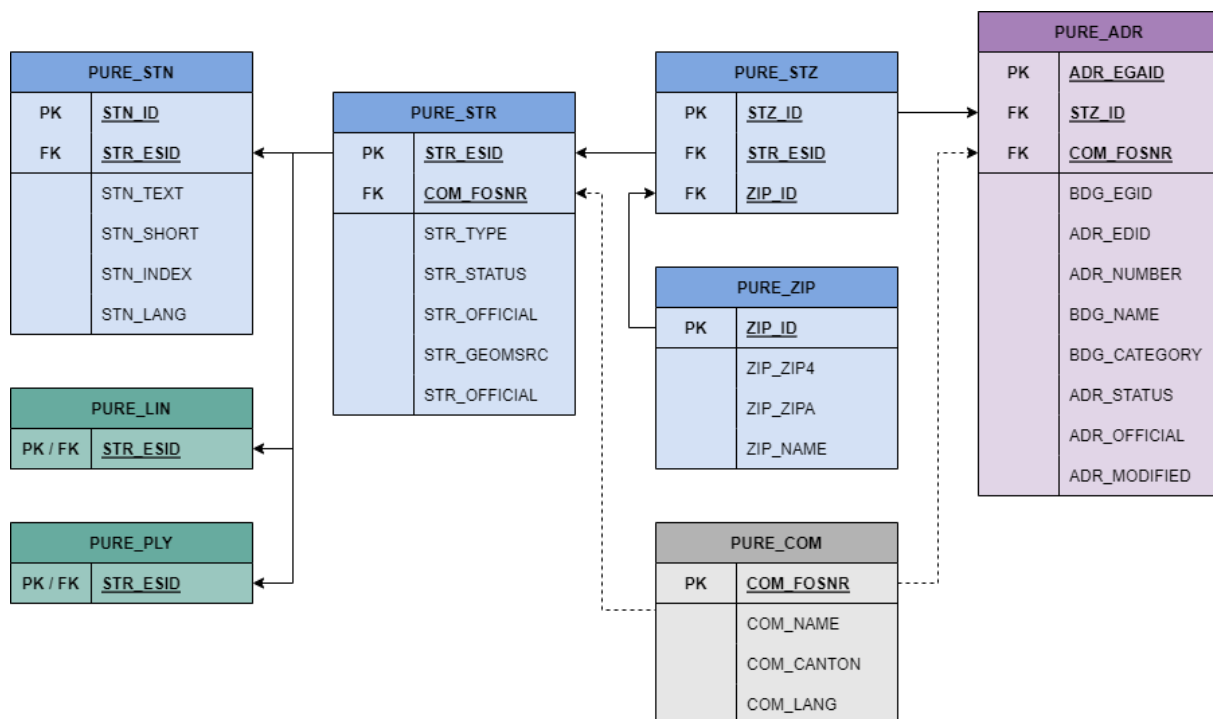 PURE_STN
PK STN_ID
FK STR_ESID
STN_TEXT
STN_SHORT
STN_INDEX
STN_LANG
PURE_LIN
PK / FK STR_ESID
PURE_PLY
PK / FK STR_ESID
PURE_STR
PK STR_ESID
FK COM_FOSNR
STR_TYPE
STR_STATUS
STR_OFFICIAL
STR_GEOMSRC
STR_OFFICIAL
PURE_STZ
PK STZ_ID
FK STR_ESID
FK ZIP_ID
PURE_ZIP
PK ZIP_ID
ZIP_ZIP4
ZIP_ZIPA
ZIP_NAME
PURE_COM
PK COM_FOSNR
COM_NAME
COM_CANTON
COM_LANG
PURE_ADR
PK ADR_EGAID
FK STZ_ID
FK COM_FOSNR
BDG_EGID
ADR_EDID
ADR_NUMBER
BDG_NAME
BDG_CATEGORY
ADR_STATUS
ADR_OFFICIAL
ADR_MODIFIED